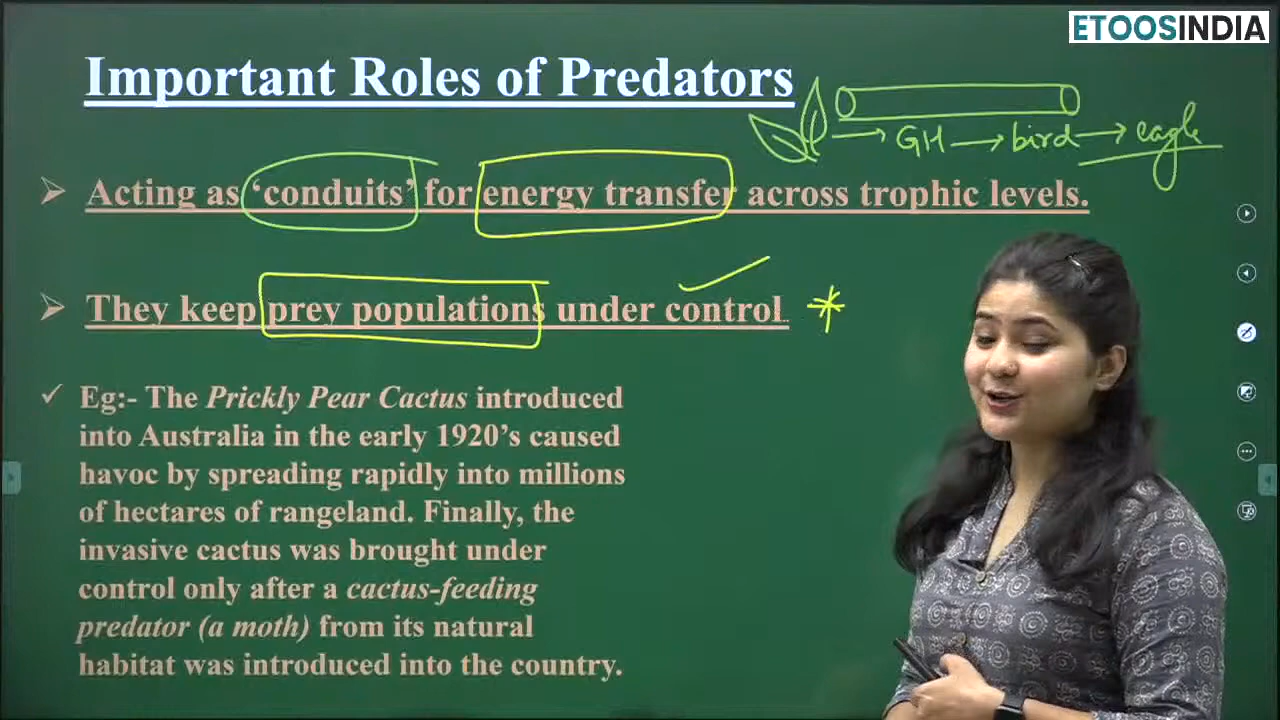 ETOOSINDIA
Important Roles of Predators
→ GH → bird → eagle
Acting as ‘conduits’ for energy transfer across trophic levels.
They keep prey populations under control.
Eg:- The Prickly Pear Cactus introduced
into Australia in the early 1920’s caused
havoc by spreading rapidly into millions
of hectares of rangeland. Finally, the
invasive cactus was brought under
control only after a cactus-feeding
predator (a moth) from its natural
habitat was introduced into the country.